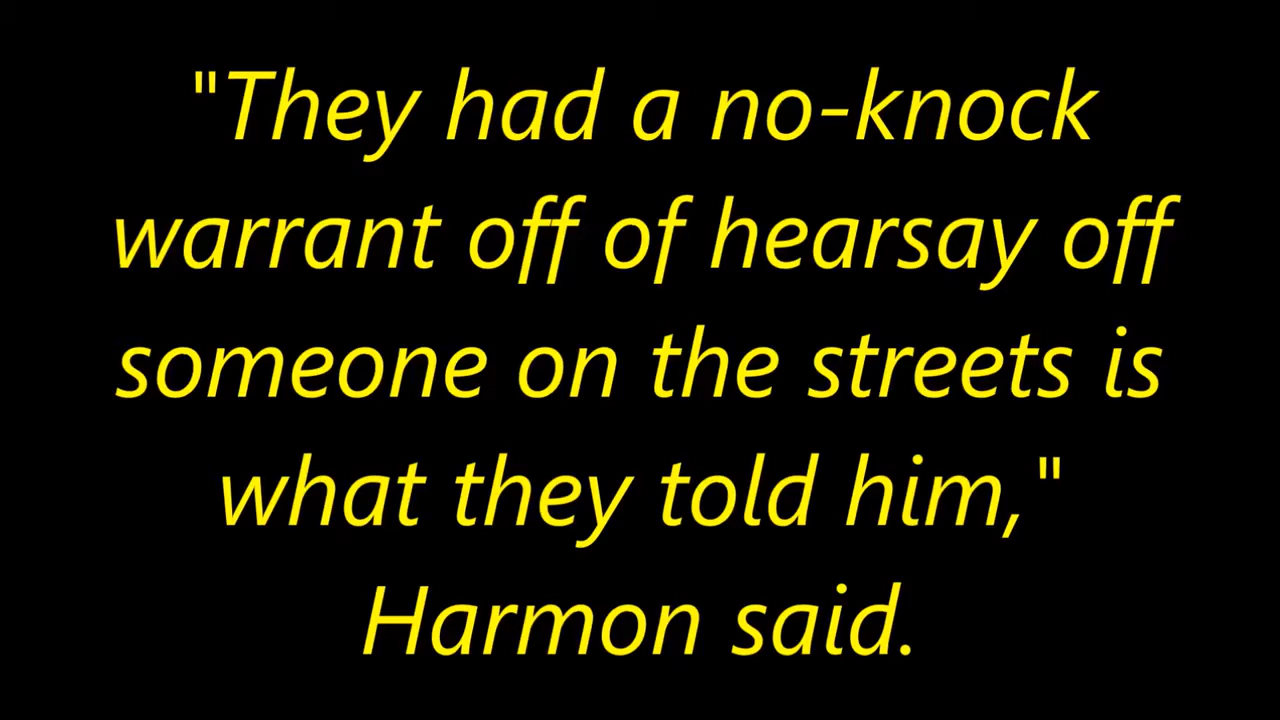 "They had a no-knock
warrant off of hearsay off
someone on the streets is
what they told him,"
Harmon said.